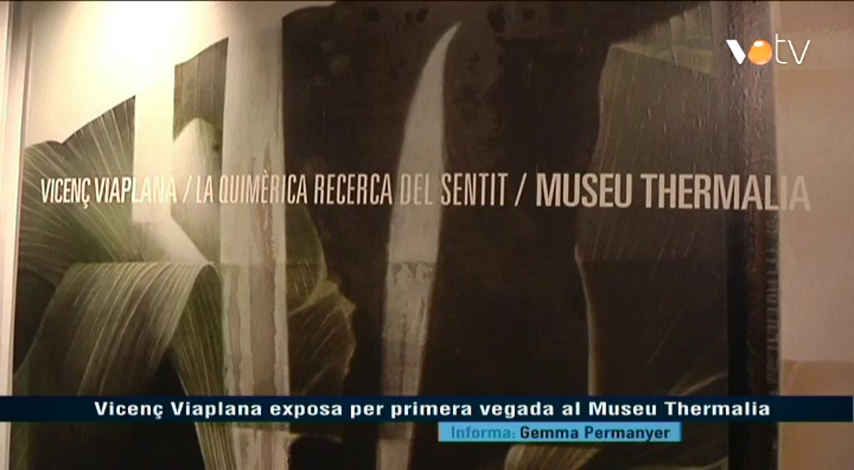 votv
VICENÇ VIAPLANA / LA QUIMÈRICA RECERCA DEL SENTIT / MUSEU THERMALIA
Vicenç Viaplana exposa per primera vegada al Museu Thermalia
Informa: Gemma Permanyer